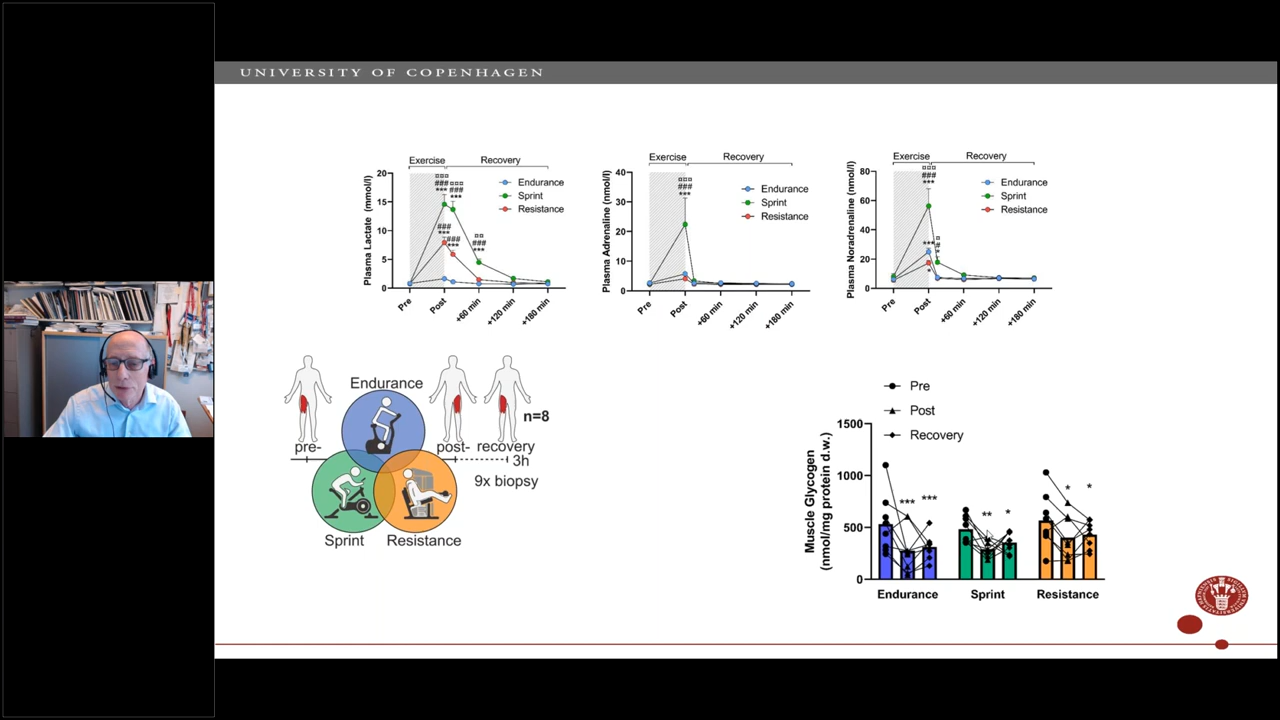 UNIVERSITY OF COPENHAGEN
Exercise Recovery
Plasma Lactate (mmol/l)
20
15
10
5
0
¤¤¤
###
***
¤¤¤
###
***
###
***
###
***
¤¤
###
***
Endurance
Sprint
Resistance
Pre Post +60 min +120 min +180 min
Exercise Recovery
Plasma Adrenaline (nmol/l)
40
30
20
10
0
¤¤¤
###
***
Endurance
Sprint
Resistance
Pre Post +60 min +120 min +180 min
Exercise Recovery
Plasma Noradrenaline (nmol/l)
80
60
40
20
0
¤¤¤
###
***
***
*
¤
#
*
Endurance
Sprint
Resistance
Pre Post +60 min +120 min +180 min
Endurance
n=8
pre- post- recovery
3h
9x biopsy
Sprint Resistance
Pre
Post
Recovery
Muscle Glycogen
(nmol/mg protein d.w.)
1500
1000
500
0
*** *** ** * * *
Endurance Sprint Resistance